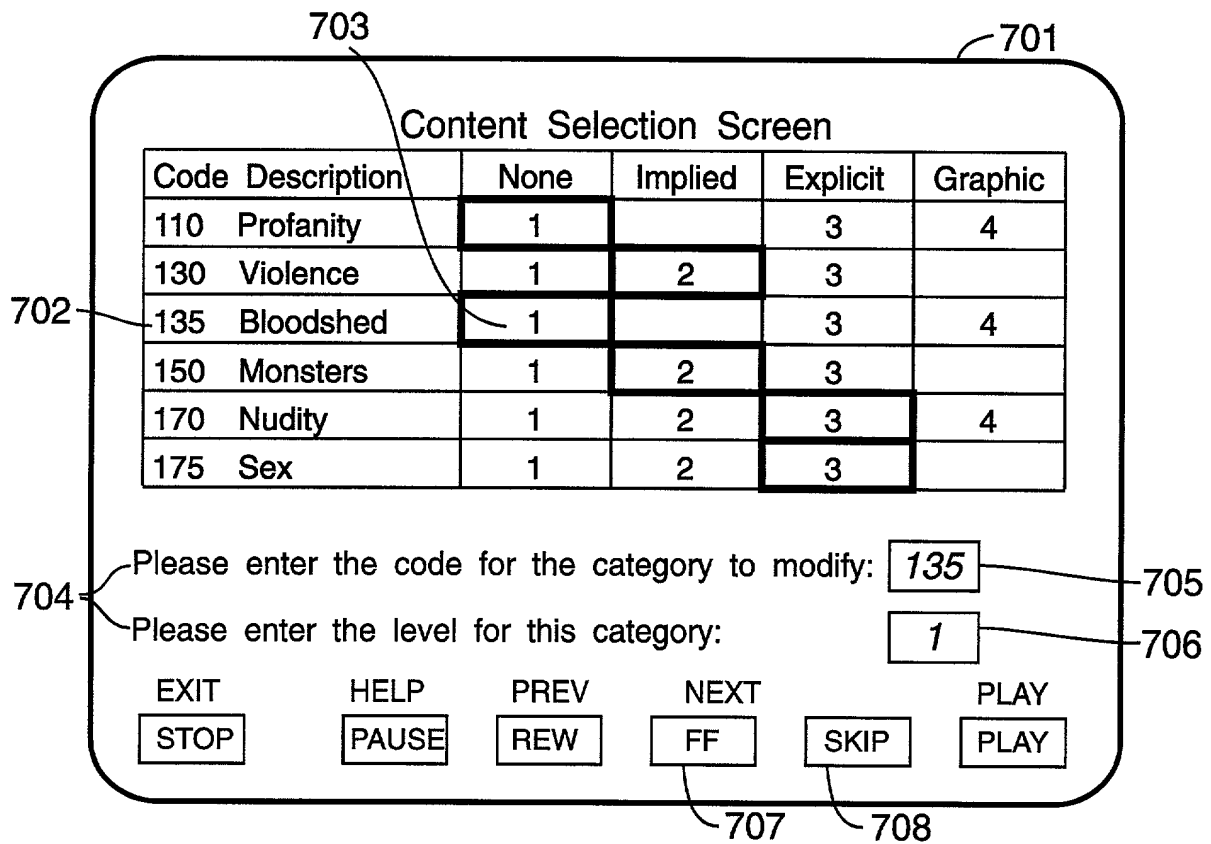 703
701
Content Selection Screen
Code Description None Implied Explicit Graphic
110 Profanity 1 3 4
130 Violence 1 2 3
702 135 Bloodshed 1 3 4
150 Monsters 1 2 3
170 Nudity 1 2 3 4
175 Sex 1 2 3
Please enter the code for the category to modify: 135
705
704
Please enter the level for this category: 1
706
EXIT HELP PREV NEXT PLAY
STOP PAUSE REW FF SKIP PLAY
707 708